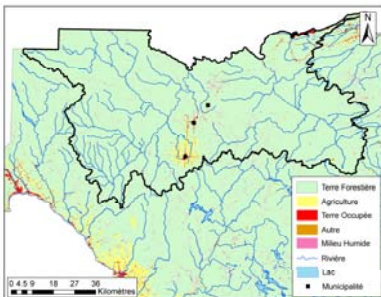 N
Terre Forestière
Agriculture
Terre Occupée
Autre
Milieu Humide
Rivière
Lac
Municipalité
0 4.5 9 18 27 36
Kilomètres